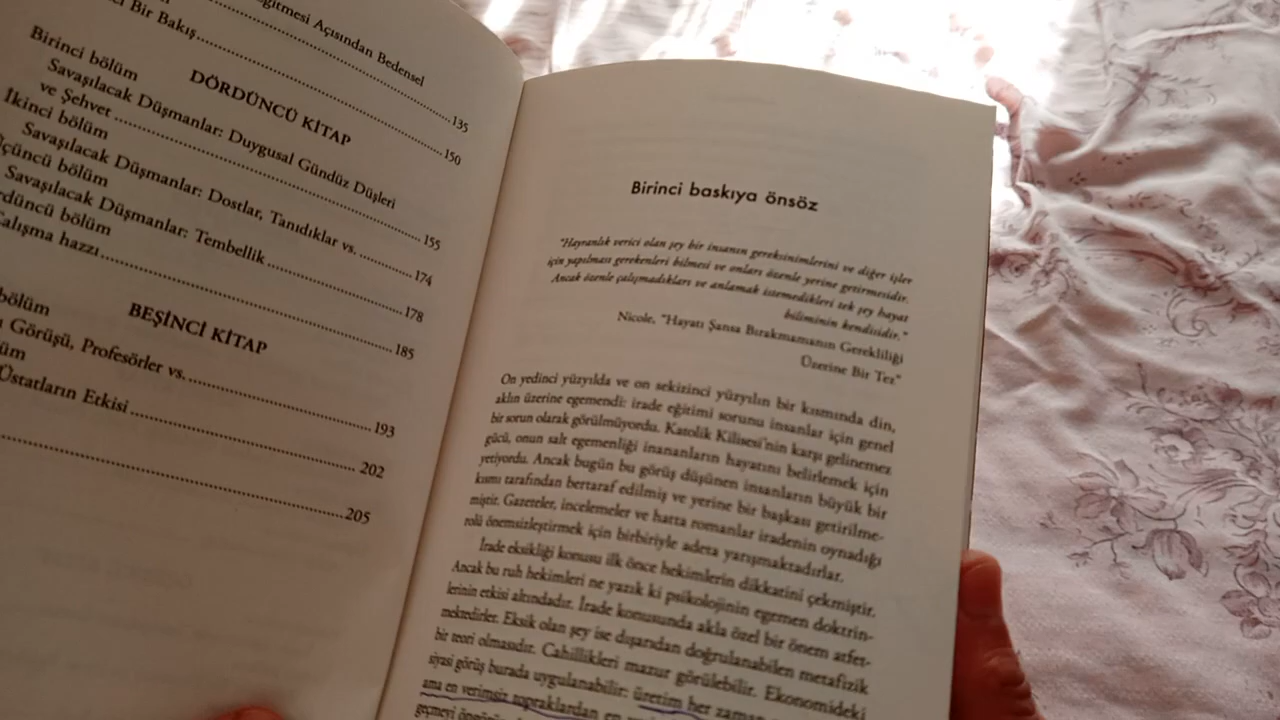 ğitmesi Açısından Bedensel
135
Bir Bakış
150
DÖRDÜNCÜ KİTAP
Birinci bölüm
Savaşılacak Düşmanlar: Duygusal Gündüz Düşleri
ve Şehvet
155
İkinci bölüm
Savaşılacak Düşmanlar: Dostlar, Tanıdıklar vs.
174
Üçüncü bölüm
Savaşılacak Düşmanlar: Tembellik
178
rdüncü bölüm
Çalışma hazzı
185
BEŞİNCİ KİTAP
bölüm
Görüşü, Profesörler vs.
193
üm
Üstatların Etkisi
202
205
Birinci baskıya önsöz
"Hayranlık verici olan şey bir insanın gereksinimlerini ve diğer işler
için yapılması gerekenleri bilmesi ve onları özenle yerine getirmesidir.
Ancak özenle çalışmadıkları ve anlamak istemedikleri tek şey hayat
biliminin kendisidir."
Nicole, "Hayatı Şansa Bırakmamanın Gerekliliği
Üzerine Bir Tez"
On yedinci yüzyılda ve on sekizinci yüzyılın bir kısmında din,
aklın üzerine egemendi: irade eğitimi sorunu insanlar için genel
bir sorun olarak görülmüyordu. Katolik Kilisesi'nin karşı gelinemez
gücü, onun salt egemenliği inananların hayatını belirlemek için
yetiyordu. Ancak bugün bu görüş düşünen insanların büyük bir
kısmı tarafından bertaraf edilmiş ve yerine bir başkası getirilme-
miştir. Gazeteler, incelemeler ve hatta romanlar iradenin oynadığı
rolü önemsizleştirmek için birbiriyle adeta yarışmaktadırlar.
İrade eksikliği konusu ilk önce hekimlerin dikkatini çekmiştir.
Ancak bu ruh hekimleri ne yazık ki psikolojinin egemen doktrin-
lerinin etkisi altındadır. İrade konusunda akla özel bir önem atfet-
mektedirler. Eksik olan şey ise dışarıdan doğrulanabilen metafizik
bir teori olmasıdır. Cahillikleri mazur görülebilir. Ekonomideki
siyasi görüş burada uygulanabilir: üretim her zaman
ama en verimsiz topraklardan en
geçmeyi